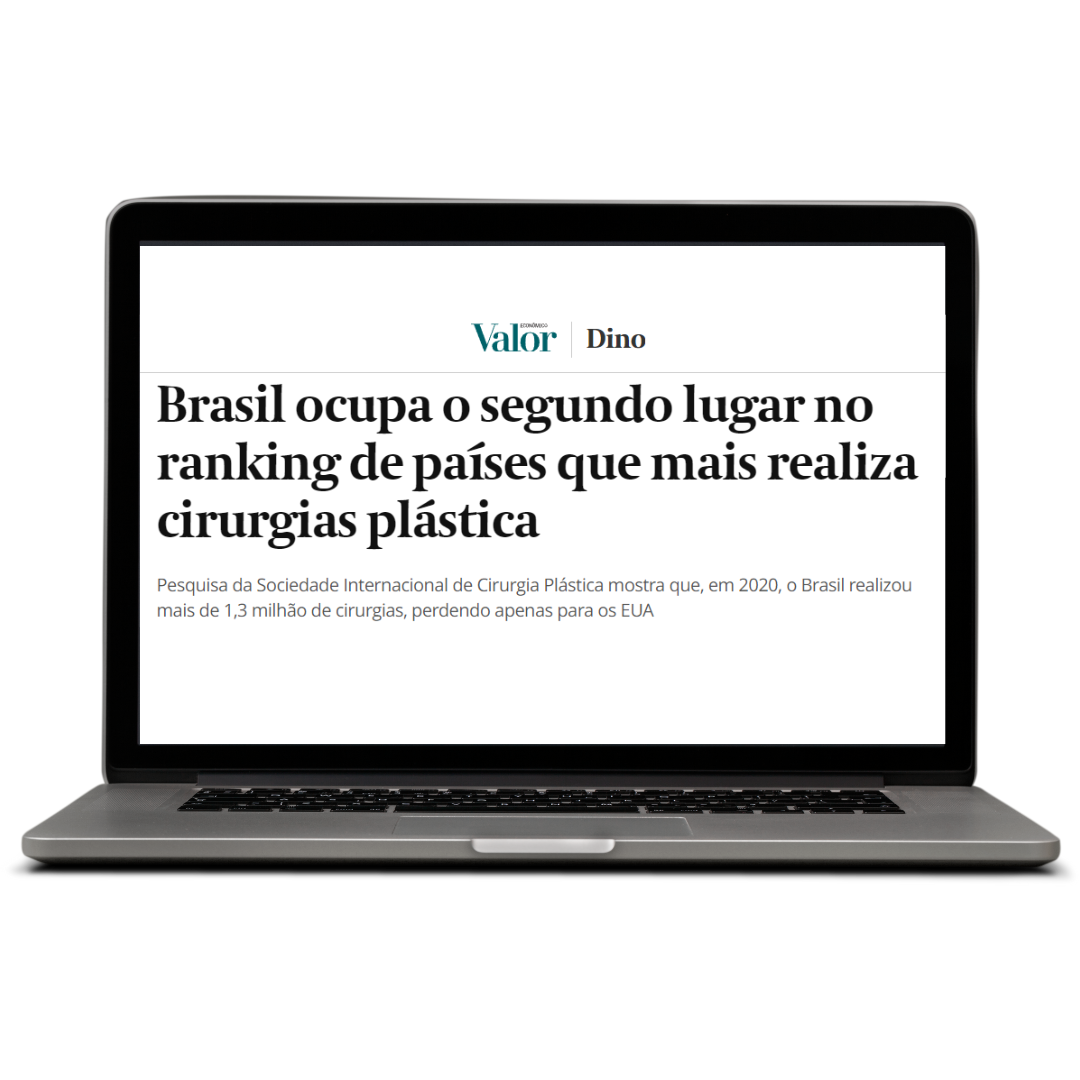 Valor ECONÔMICO | Dino
Brasil ocupa o segundo lugar no
ranking de países que mais realiza
cirurgias plástica
Pesquisa da Sociedade Internacional de Cirurgia Plástica mostra que, em 2020, o Brasil realizou
mais de 1,3 milhão de cirurgias, perdendo apenas para os EUA